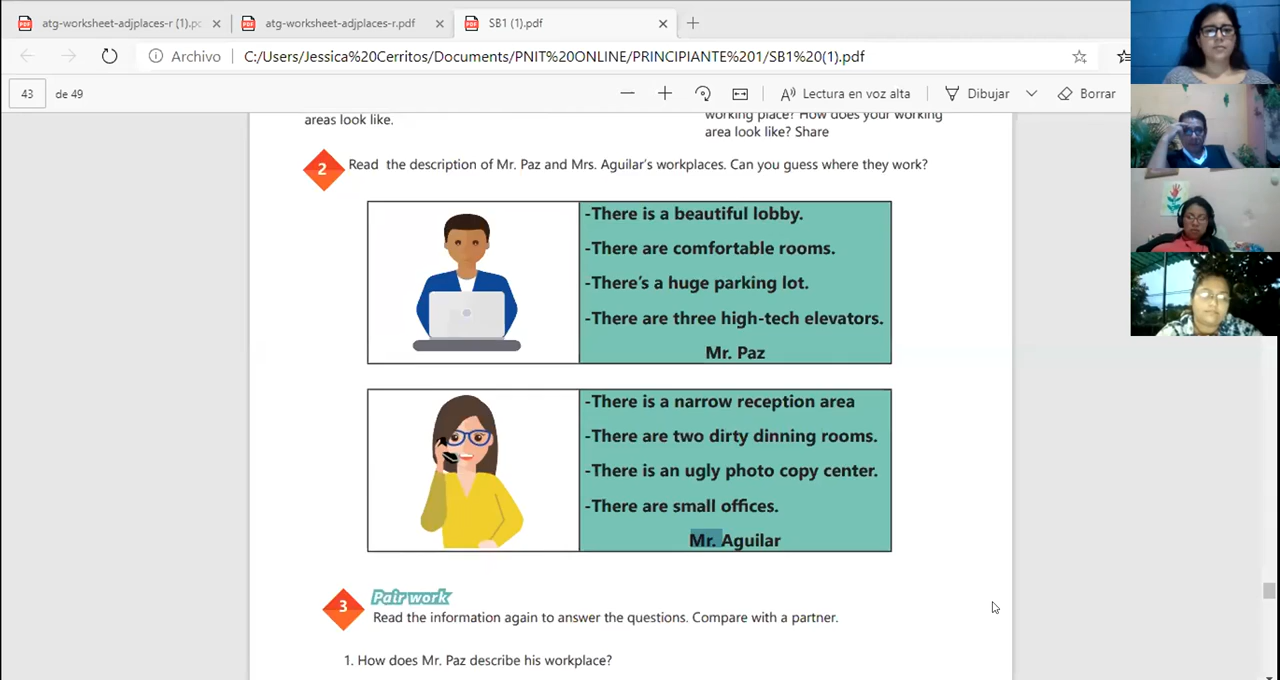 atg-worksheet-adjplaces-r (1).pc
atg-worksheet-adjplaces-r.pdf
SB1 (1).pdf
Archivo
C:/Users/Jessica%20Cerritos/Documents/PNIT%20ONLINE/PRINCIPIANTE%201/SB1%20(1).pdf
43
de 49
Lectura en voz alta
Dibujar
Borrar
areas look like.
working place? How does your working
area look like? Share
2
Read the description of Mr. Paz and Mrs. Aguilar's workplaces. Can you guess where they work?
-There is a beautiful lobby.
-There are comfortable rooms.
-There's a huge parking lot.
-There are three high-tech elevators.
Mr. Paz
-There is a narrow reception area
-There are two dirty dinning rooms.
-There is an ugly photo copy center.
-There are small offices.
Mr. Aguilar
3
Pair work
Read the information again to answer the questions. Compare with a partner.
1. How does Mr. Paz describe his workplace?